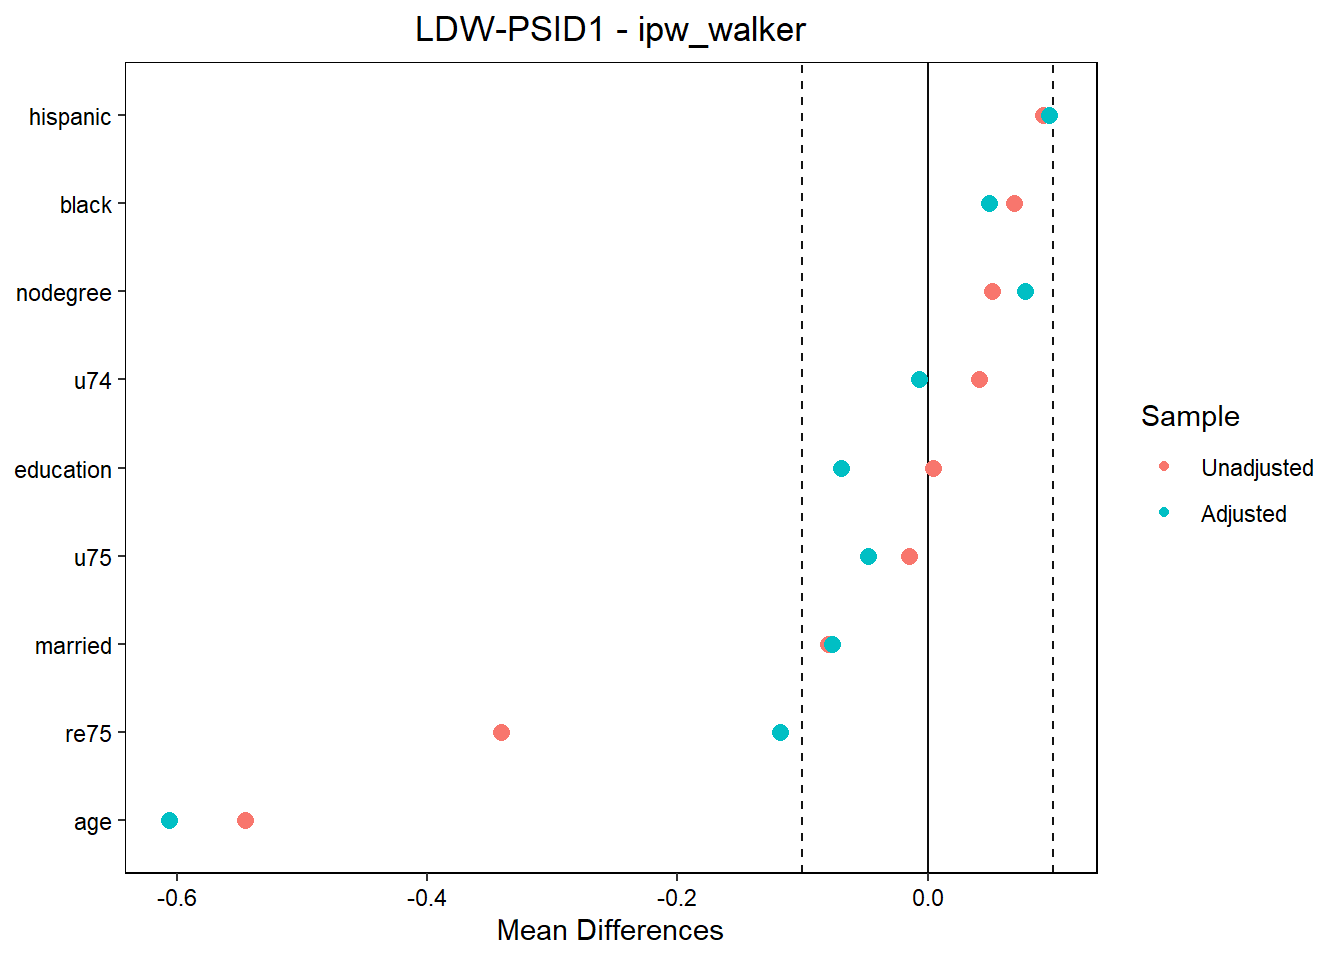 LDW-PSID1 - ipw_walker
hispanic
black
nodegree
u74
education
u75
married
re75
age
-0.6
-0.4
-0.2
0.0
Mean Differences
Sample
Unadjusted
Adjusted